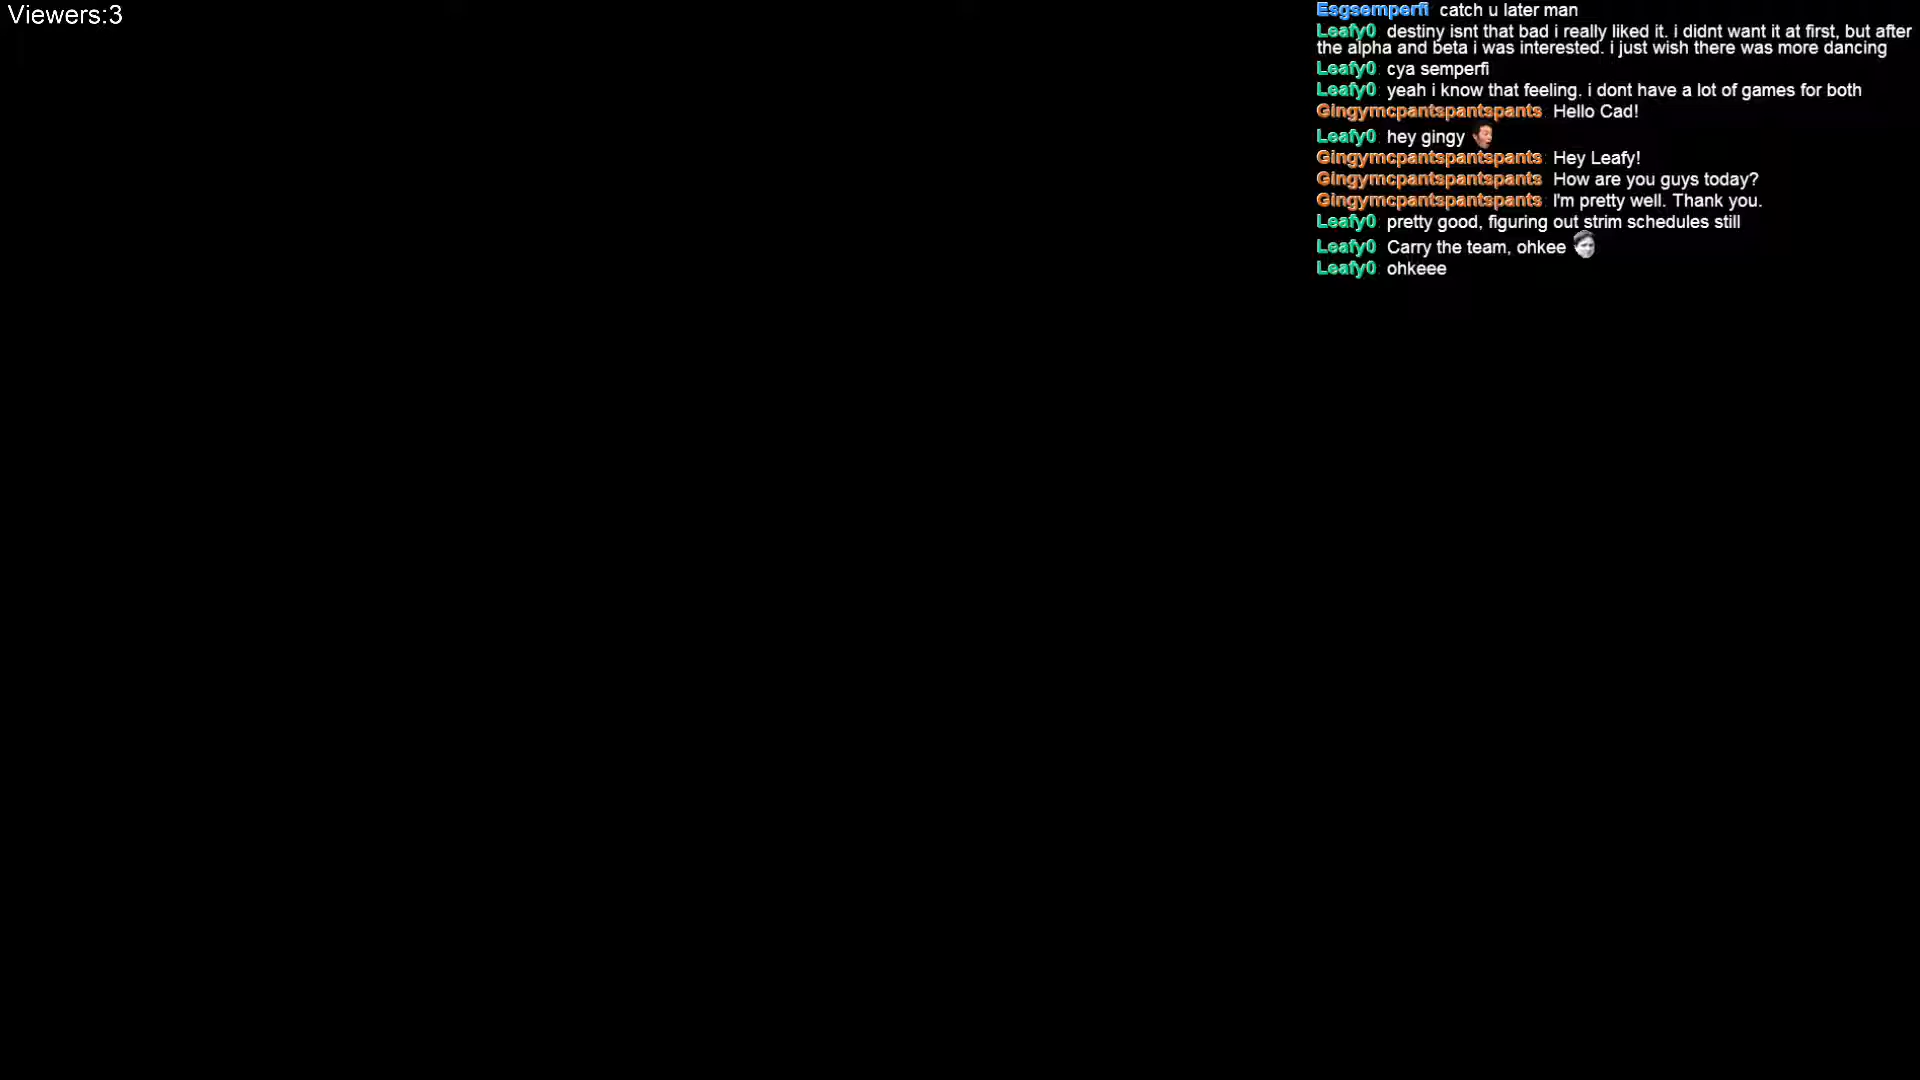 Viewers:3
Esgsemperfi catch u later man
Leafy0: destiny isnt that bad i really liked it. i didnt want it at first, but after
the alpha and beta i was interested. i just wish there was more dancing
Leafy0: cya semperfi
Leafy0: yeah i know that feeling. i dont have a lot of games for both
Gingymcpantspantspants: Hello Cad!
Leafy0: hey gingy
Gingymcpantspantspants: Hey Leafy!
Gingymcpantspantspants: How are you guys today?
Gingymcpantspantspants: I'm pretty well. Thank you.
Leafy0: pretty good, figuring out strim schedules still
Leafy0: Carry the team, ohkee
Leafy0: ohkeee